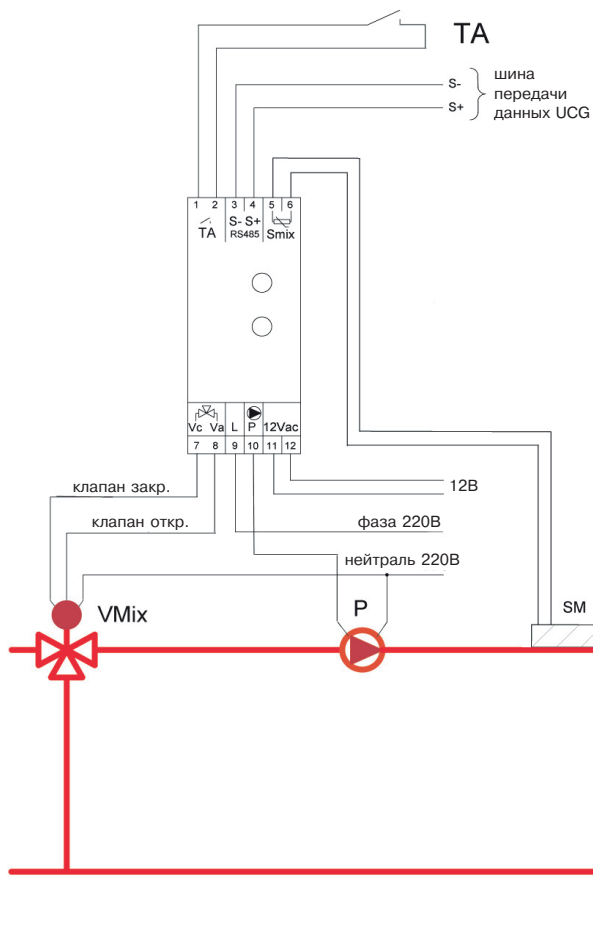 TA
S-
S+
шина
передачи
данных UCG
1 2 3 4 5 6
TA
S- S+
RS485
Smix
Vc Va L P 12Vac
7 8 9 10 11 12
клапан закр.
12В
клапан откр.
фаза 220В
нейтраль 220В
VMix
P
SM